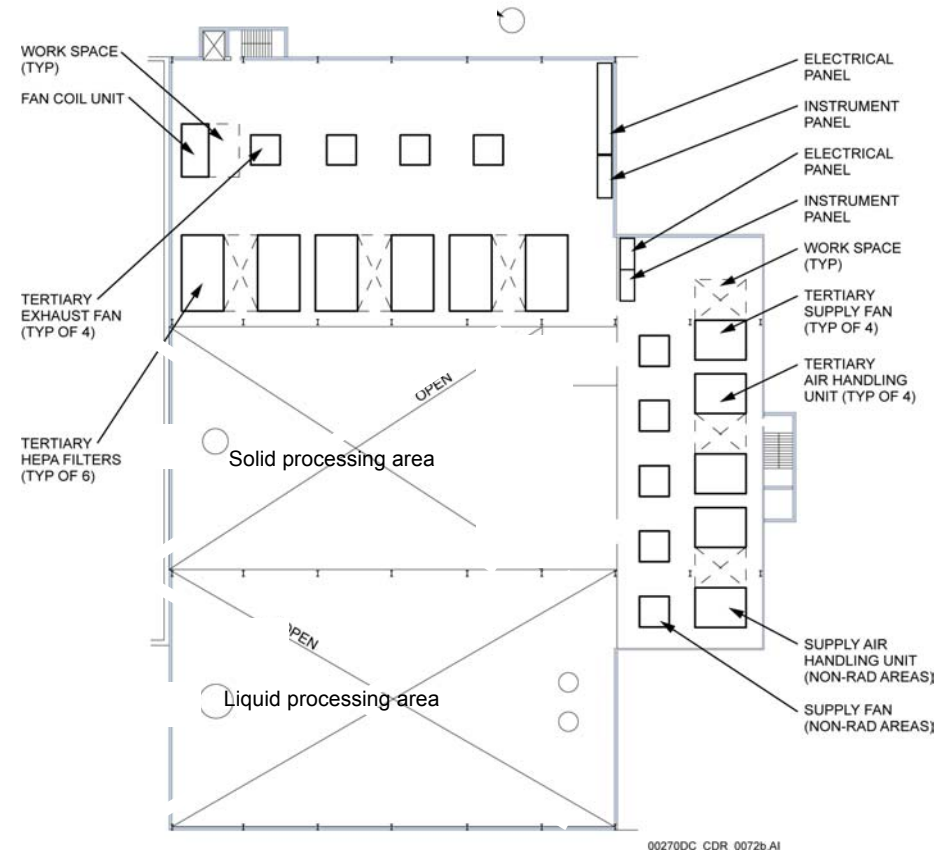 WORK SPACE
(TYP)
FAN COIL UNIT
TERTIARY
EXHAUST FAN
(TYP OF 4)
TERTIARY
HEPA FILTERS
(TYP OF 6)
ELECTRICAL
PANEL
INSTRUMENT
PANEL
ELECTRICAL
PANEL
INSTRUMENT
PANEL
WORK SPACE
(TYP)
TERTIARY
SUPPLY FAN
(TYP OF 4)
TERTIARY
AIR HANDLING
UNIT (TYP OF 4)
OPEN
Solid processing area
OPEN
Liquid processing area
SUPPLY AIR
HANDLING UNIT
(NON-RAD AREAS)
SUPPLY FAN
(NON-RAD AREAS)
00270DC_CDR_0072b.AI